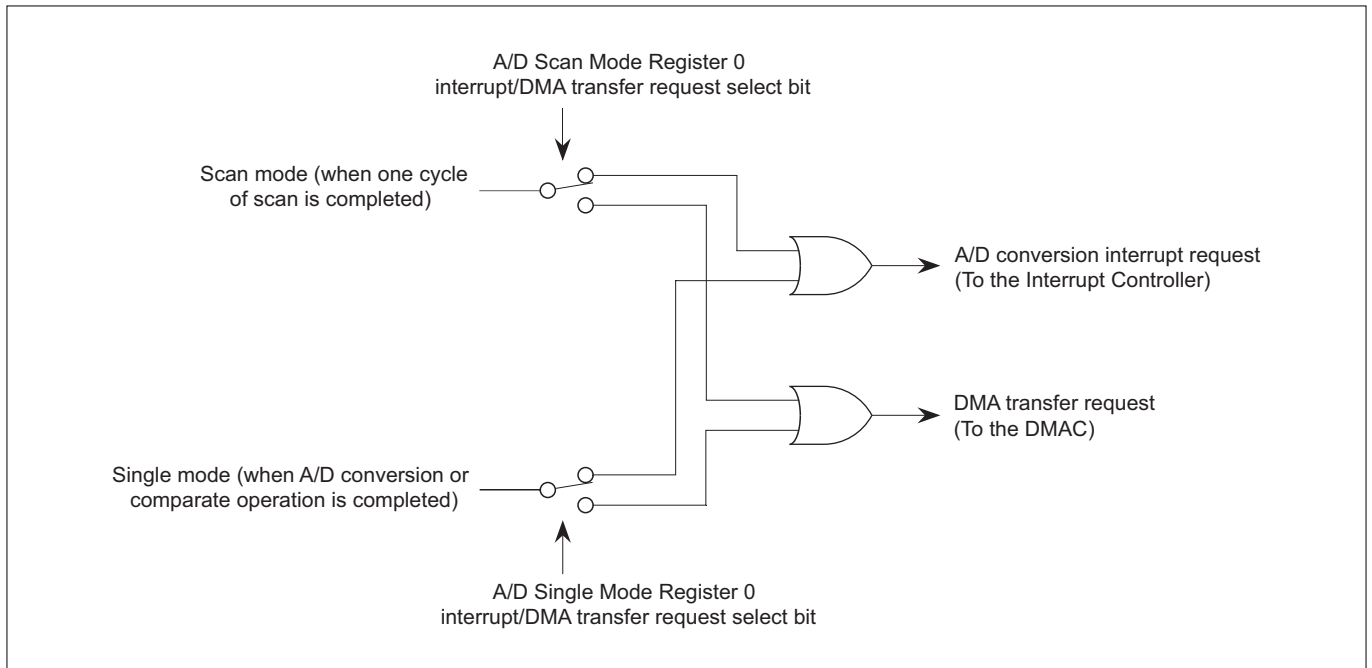 A/D Scan Mode Register 0
interrupt/DMA transfer request select bit
Scan mode (when one cycle
of scan is completed)
A/D conversion interrupt request
(To the Interrupt Controller)
DMA transfer request
(To the DMAC)
Single mode (when A/D conversion or
comparate operation is completed)
A/D Single Mode Register 0
interrupt/DMA transfer request select bit